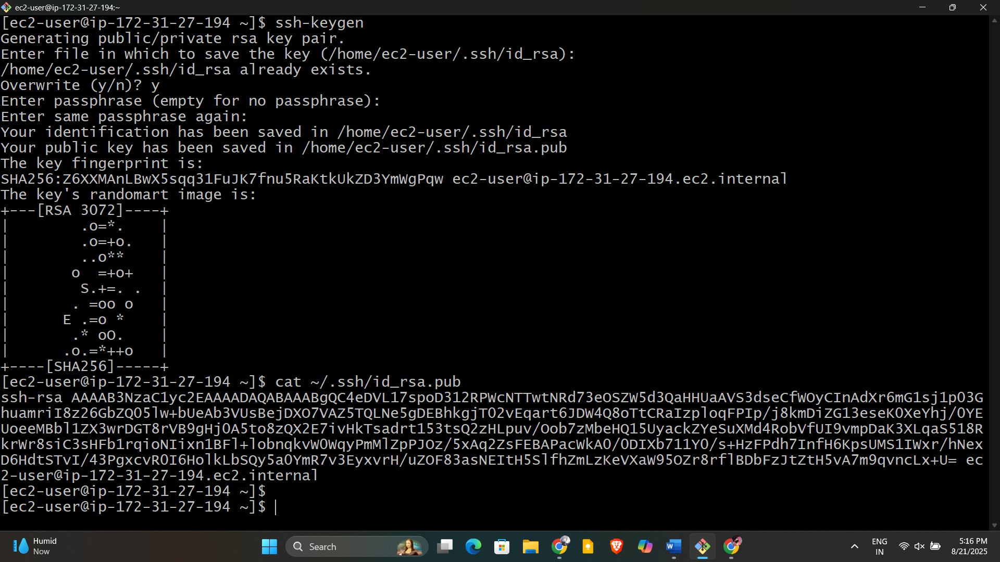 ec2-user@ip-172-31-27-194:~
[ec2-user@ip-172-31-27-194 ~]$ ssh-keygen
Generating public/private rsa key pair.
Enter file in which to save the key (/home/ec2-user/.ssh/id_rsa):
/home/ec2-user/.ssh/id_rsa already exists.
Overwrite (y/n)? y
Enter passphrase (empty for no passphrase):
Enter same passphrase again:
Your identification has been saved in /home/ec2-user/.ssh/id_rsa
Your public key has been saved in /home/ec2-user/.ssh/id_rsa.pub
The key fingerprint is:
SHA256:Z6XXMAnLBwX5sqq31FuJK7fnu5RaKtkUkZD3YmWgPqw ec2-user@ip-172-31-27-194.ec2.internal
The key's randomart image is:
+---[RSA 3072]----+
|        .o=*.    |
|        .o=+o.   |
|        ..o**    |
|       o  =+o+   |
|        S.+=. .  |
|       . =oo o   |
|      E .=o *    |
|       .* oO.    |
|      .o.=*++o   |
+----[SHA256]-----+
[ec2-user@ip-172-31-27-194 ~]$ cat ~/.ssh/id_rsa.pub
ssh-rsa AAAAB3NzaC1yc2EAAAADAQABAAABgQC4eDVL17spoD312RPWcNTTwtNRd73eOSZW5d3QaHHUaAVS3dseCfWOyCInAdXr6mG1sj1pO3G
huamriI8z26GbZQO5lw+bUeAb3VUsBejDXO7VAZ5TQLNe5gDEBhkgjTO2vEqart6JDW4Q8oTtCRaIzploqFPIp/j8kmDiZG13eseK0XeYhj/0YE
UoeeMBbl1ZX3wrDGT8rVB9gHjOA5to8zQX2E7ivHkTsadrt153tsQ2zHLpuv/Oob7zMbeHQ15UyackZYeSuXMd4RobVfUI9vmpDaK3XLqaS518R
krWr8siC3sHFb1rqioNIixn1BFl+lobnqkvW0WqyPmMlZpPJOz/5xAq2ZsFEBAPacWkA0/0DIXb711Y0/s+HzFPdh7InfH6KpsUMS1IWxr/hNex
D6HdtSTvI/43PgxcvR0I6HolkLbSQy5a0YmR7v3EyxvrH/uZOF83asNEItH5SlfhZmLzKeVXaW95OZr8rflBDbFzJtZtH5vA7m9qvncLx+U= ec
2-user@ip-172-31-27-194.ec2.internal
[ec2-user@ip-172-31-27-194 ~]$
[ec2-user@ip-172-31-27-194 ~]$
Humid
Now
Search
ENG
IN
5:16 PM
8/21/2025